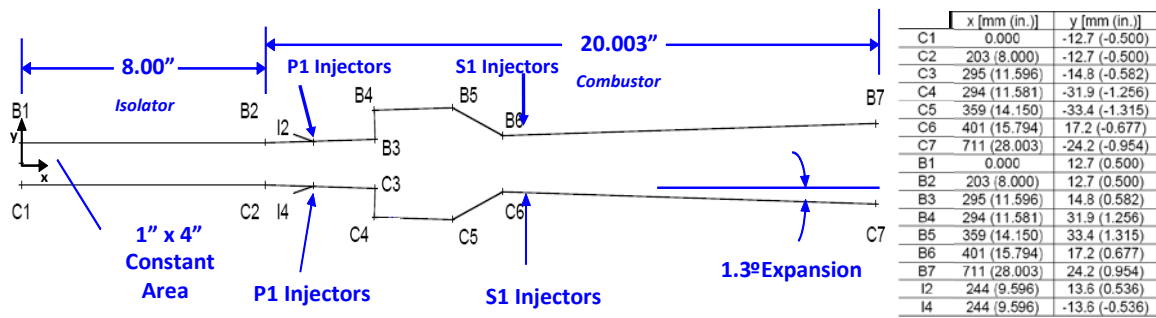 20.003”
8.00”
P1 Injectors
S1 Injectors
Isolator
Combustor
B1
B2
I2
B3
B4
B5
B6
B7
y
x
C1
C2
I4
C3
C4
C5
C6
C7
1” x 4”
Constant
Area
P1 Injectors
S1 Injectors
1.3º Expansion
x [mm (in.)] y [mm (in.)]
C1 0.000 -12.7 (-0.500)
C2 203 (8.000) -12.7 (-0.500)
C3 295 (11.596) -14.8 (-0.582)
C4 294 (11.581) -31.9 (-1.256)
C5 359 (14.150) -33.4 (-1.315)
C6 401 (15.794) 17.2 (-0.677)
C7 711 (28.003) -24.2 (-0.954)
B1 0.000 12.7 (0.500)
B2 203 (8.000) 12.7 (0.500)
B3 295 (11.596) 14.8 (0.582)
B4 294 (11.581) 31.9 (1.256)
B5 359 (14.150) 33.4 (1.315)
B6 401 (15.794) 17.2 (0.677)
B7 711 (28.003) 24.2 (0.954)
I2 244 (9.596) 13.6 (0.536)
I4 244 (9.596) -13.6 (-0.536)